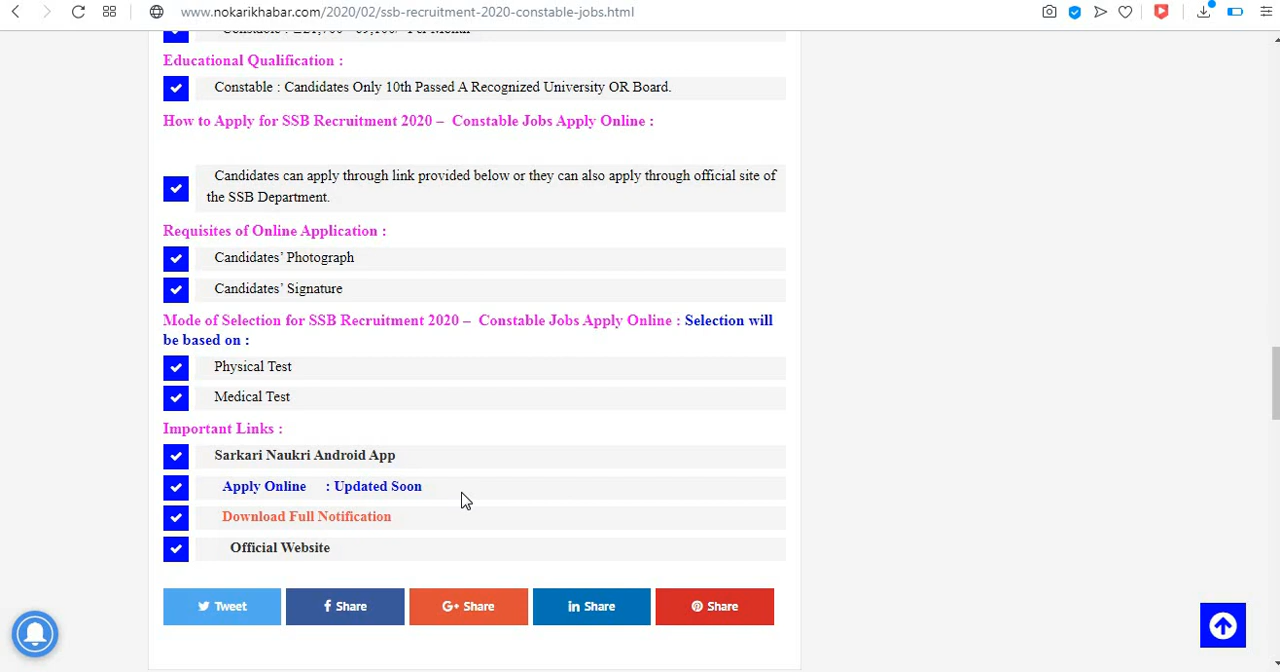 www.nokarikhabar.com/2020/02/ssb-recruitment-2020-constable-jobs.html
Per Month
Educational Qualification :
Constable : Candidates Only 10th Passed A Recognized University OR Board.
How to Apply for SSB Recruitment 2020 – Constable Jobs Apply Online :
Candidates can apply through link provided below or they can also apply through official site of
the SSB Department.
Requisites of Online Application :
Candidates’ Photograph
Candidates’ Signature
Mode of Selection for SSB Recruitment 2020 – Constable Jobs Apply Online : Selection will
be based on :
Physical Test
Medical Test
Important Links :
Sarkari Naukri Android App
Apply Online : Updated Soon
Download Full Notification
Official Website
Tweet
f Share
G+ Share
in Share
Share